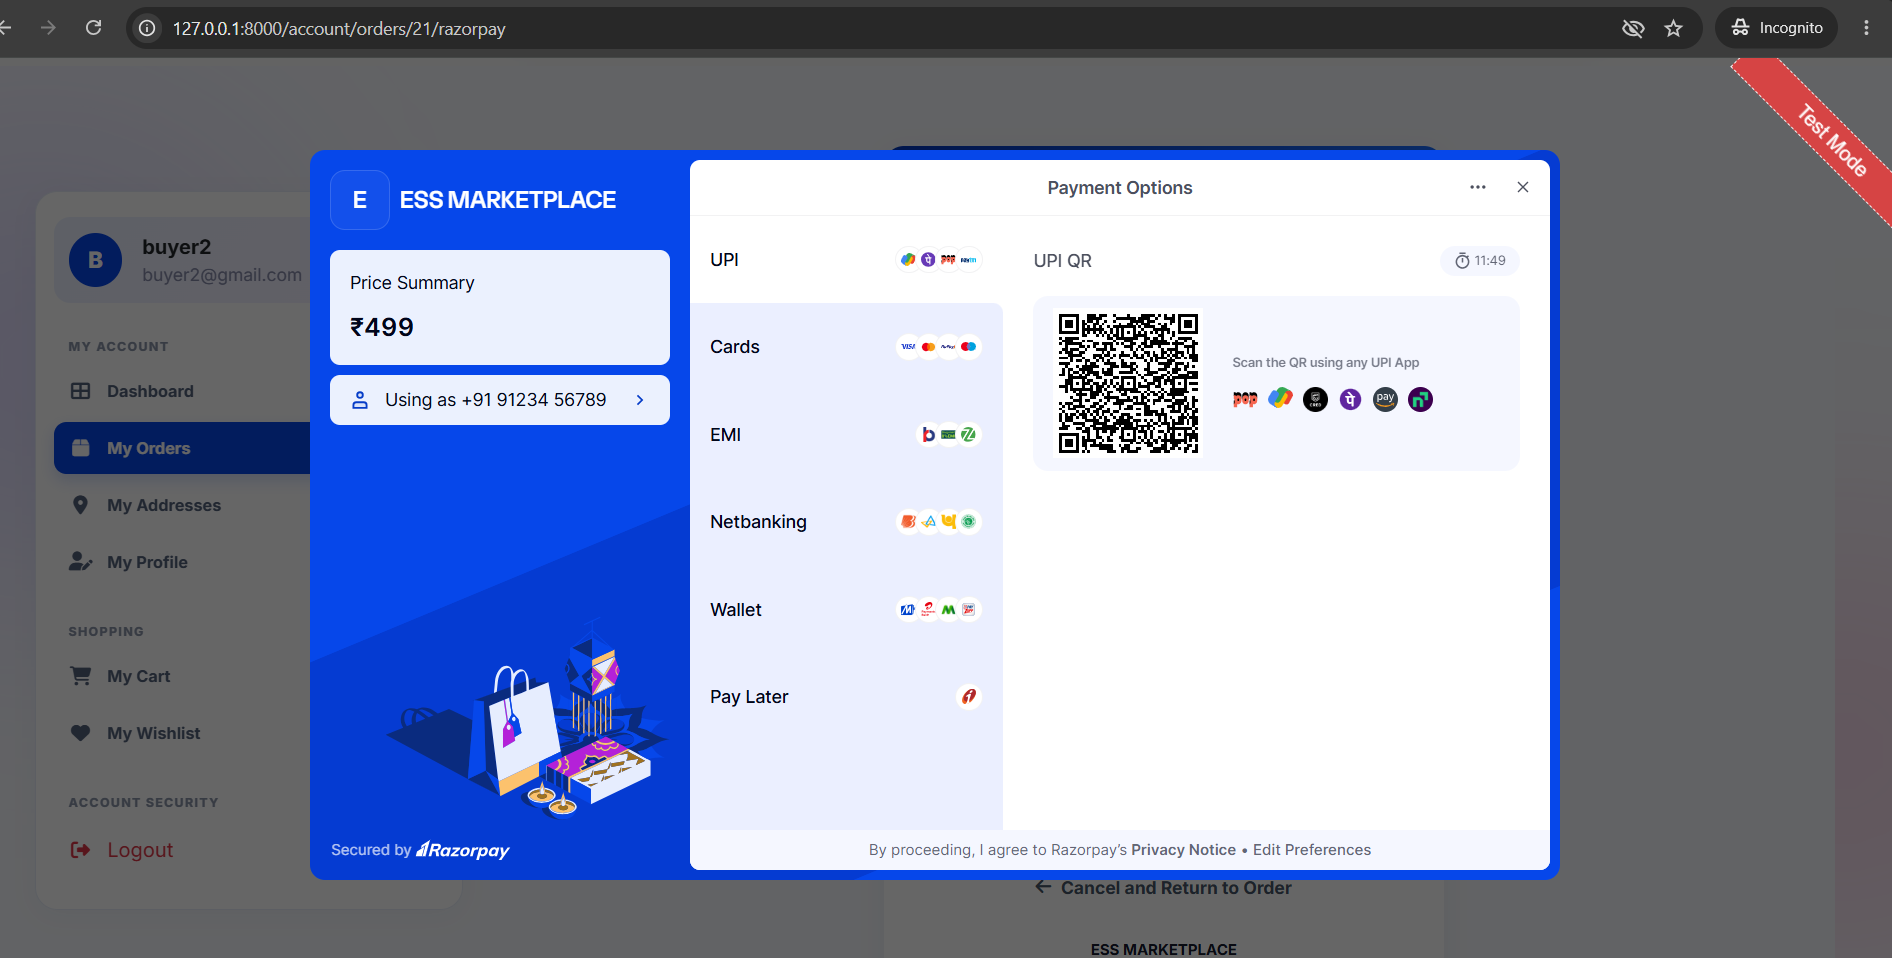 127.0.0.1:8000/account/orders/21/razorpay
Incognito
Test Mode
B
buyer2
buyer2@gmail.com
MY ACCOUNT
Dashboard
My Orders
My Addresses
My Profile
SHOPPING
My Cart
My Wishlist
ACCOUNT SECURITY
Logout
E
ESS MARKETPLACE
Price Summary
₹499
Using as +91 91234 56789
Secured by Razorpay
Payment Options
UPI
Cards
VISA
EMI
Netbanking
Wallet
Pay Later
UPI QR
11:49
Scan the QR using any UPI App
POP
pay
By proceeding, I agree to Razorpay's Privacy Notice • Edit Preferences
Cancel and Return to Order
ESS MARKETPLACE